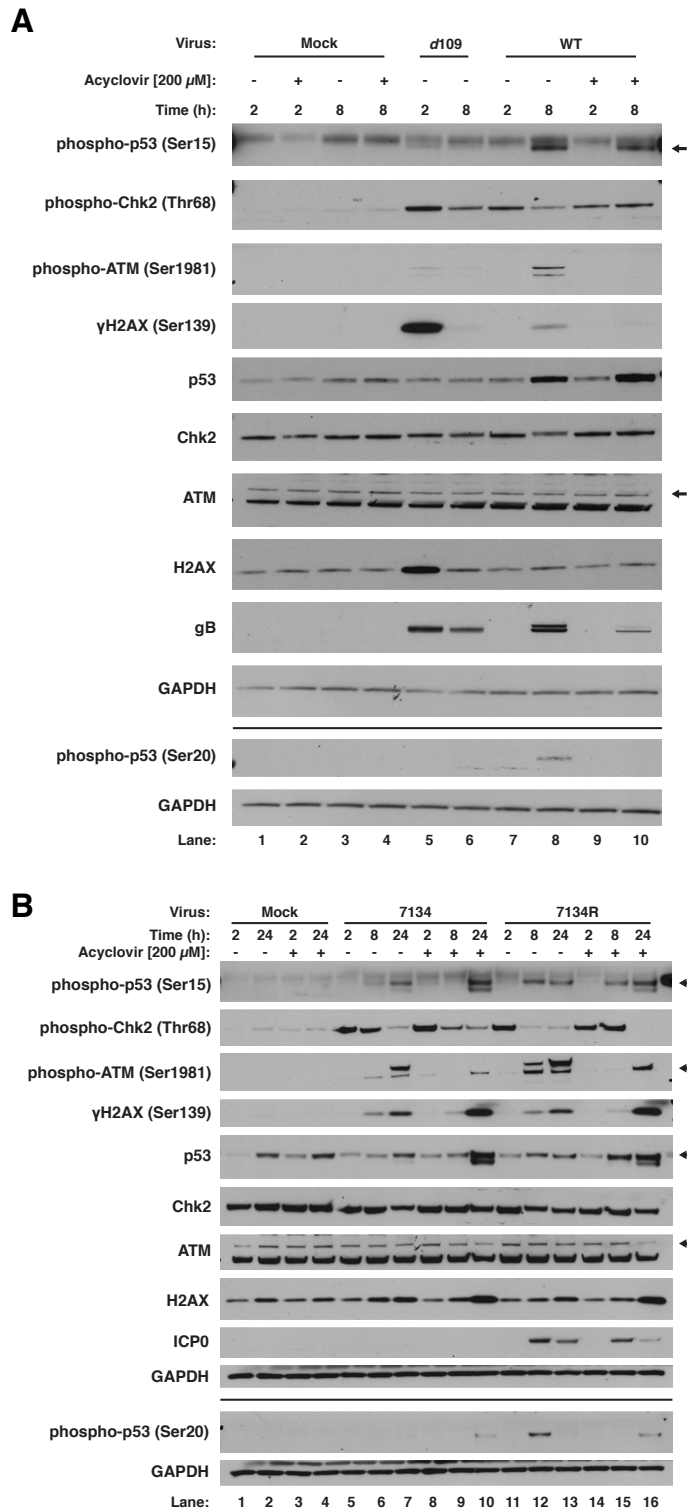 A
Virus: Mock d109 WT
Acyclovir [200 µM]: - + - + - - - - + +
Time (h): 2 2 8 8 2 8 2 8 2 8
phospho-p53 (Ser15)
phospho-Chk2 (Thr68)
phospho-ATM (Ser1981)
γH2AX (Ser139)
p53
Chk2
ATM
H2AX
gB
GAPDH
phospho-p53 (Ser20)
GAPDH
Lane: 1 2 3 4 5 6 7 8 9 10
B
Virus: Mock 7134 7134R
Time (h): 2 24 2 24 2 8 24 2 8 24 2 8 24 2 8 24
Acyclovir [200 µM]: - - + + - - - + + + - - - + + +
phospho-p53 (Ser15)
phospho-Chk2 (Thr68)
phospho-ATM (Ser1981)
γH2AX (Ser139)
p53
Chk2
ATM
H2AX
ICP0
GAPDH
phospho-p53 (Ser20)
GAPDH
Lane: 1 2 3 4 5 6 7 8 9 10 11 12 13 14 15 16